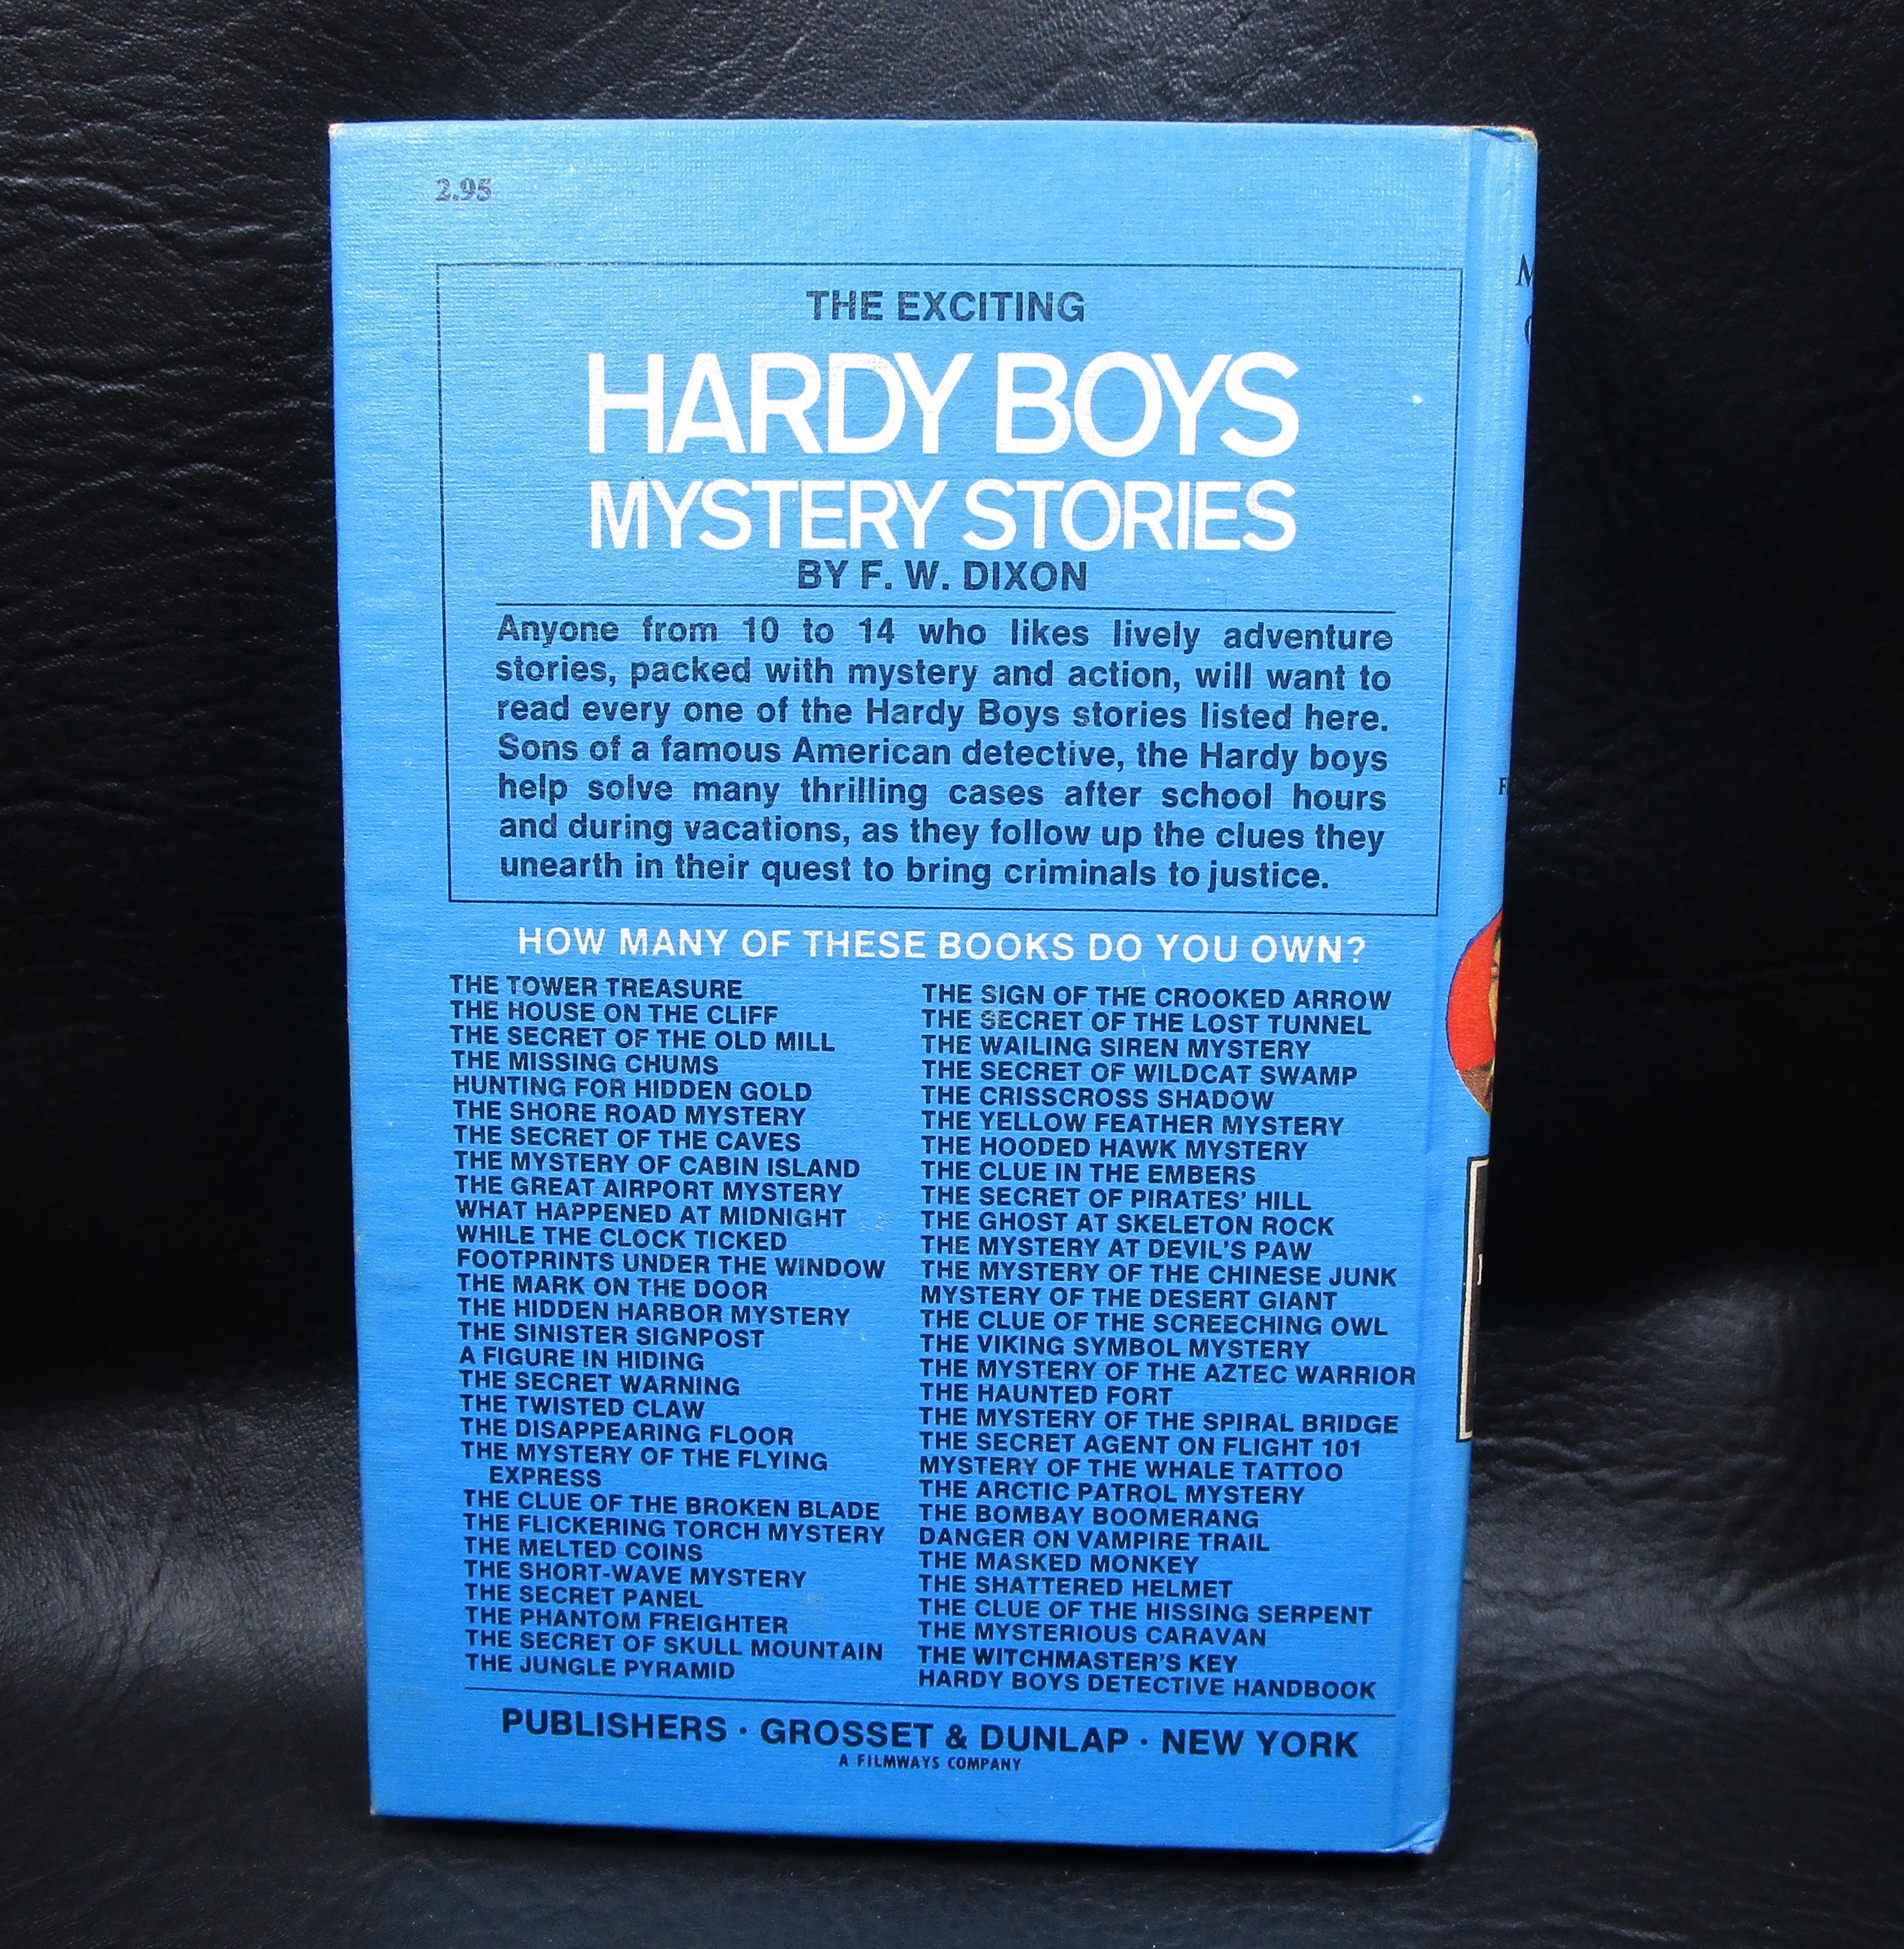 2.95
THE EXCITING
HARDY BOYS
MYSTERY STORIES
BY F. W. DIXON
Anyone from 10 to 14 who likes lively adventure
stories, packed with mystery and action, will want to
read every one of the Hardy Boys stories listed here.
Sons of a famous American detective, the Hardy boys
help solve many thrilling cases after school hours
and during vacations, as they follow up the clues they
unearth in their quest to bring criminals to justice.
HOW MANY OF THESE BOOKS DO YOU OWN?
THE TOWER TREASURE
THE HOUSE ON THE CLIFF
THE SECRET OF THE OLD MILL
THE MISSING CHUMS
HUNTING FOR HIDDEN GOLD
THE SHORE ROAD MYSTERY
THE SECRET OF THE CAVES
THE MYSTERY OF CABIN ISLAND
THE GREAT AIRPORT MYSTERY
WHAT HAPPENED AT MIDNIGHT
WHILE THE CLOCK TICKED
FOOTPRINTS UNDER THE WINDOW
THE MARK ON THE DOOR
THE HIDDEN HARBOR MYSTERY
THE SINISTER SIGNPOST
A FIGURE IN HIDING
THE SECRET WARNING
THE TWISTED CLAW
THE DISAPPEARING FLOOR
THE MYSTERY OF THE FLYING
EXPRESS
THE CLUE OF THE BROKEN BLADE
THE FLICKERING TORCH MYSTERY
THE MELTED COINS
THE SHORT-WAVE MYSTERY
THE SECRET PANEL
THE PHANTOM FREIGHTER
THE SECRET OF SKULL MOUNTAIN
THE JUNGLE PYRAMID
THE SIGN OF THE CROOKED ARROW
THE SECRET OF THE LOST TUNNEL
THE WAILING SIREN MYSTERY
THE SECRET OF WILDCAT SWAMP
THE CRISSCROSS SHADOW
THE YELLOW FEATHER MYSTERY
THE HOODED HAWK MYSTERY
THE CLUE IN THE EMBERS
THE SECRET OF PIRATES' HILL
THE GHOST AT SKELETON ROCK
THE MYSTERY AT DEVIL'S PAW
THE MYSTERY OF THE CHINESE JUNK
MYSTERY OF THE DESERT GIANT
THE CLUE OF THE SCREECHING OWL
THE VIKING SYMBOL MYSTERY
THE MYSTERY OF THE AZTEC WARRIOR
THE HAUNTED FORT
THE MYSTERY OF THE SPIRAL BRIDGE
THE SECRET AGENT ON FLIGHT 101
MYSTERY OF THE WHALE TATTOO
THE ARCTIC PATROL MYSTERY
THE BOMBAY BOOMERANG
DANGER ON VAMPIRE TRAIL
THE MASKED MONKEY
THE SHATTERED HELMET
THE CLUE OF THE HISSING SERPENT
THE MYSTERIOUS CARAVAN
THE WITCHMASTER'S KEY
HARDY BOYS DETECTIVE HANDBOOK
PUBLISHERS · GROSSET & DUNLAP · NEW YORK
A FILMWAYS COMPANY